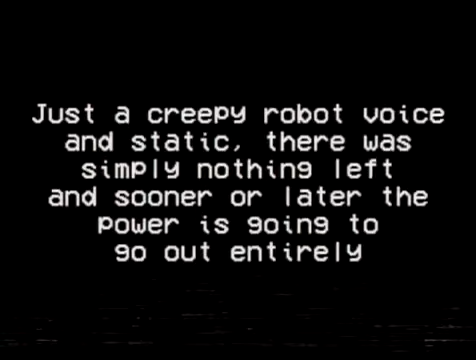 Just a creepy robot voice
and static, there was
simply nothing left
and sooner or later the
power is going to
go out entirely